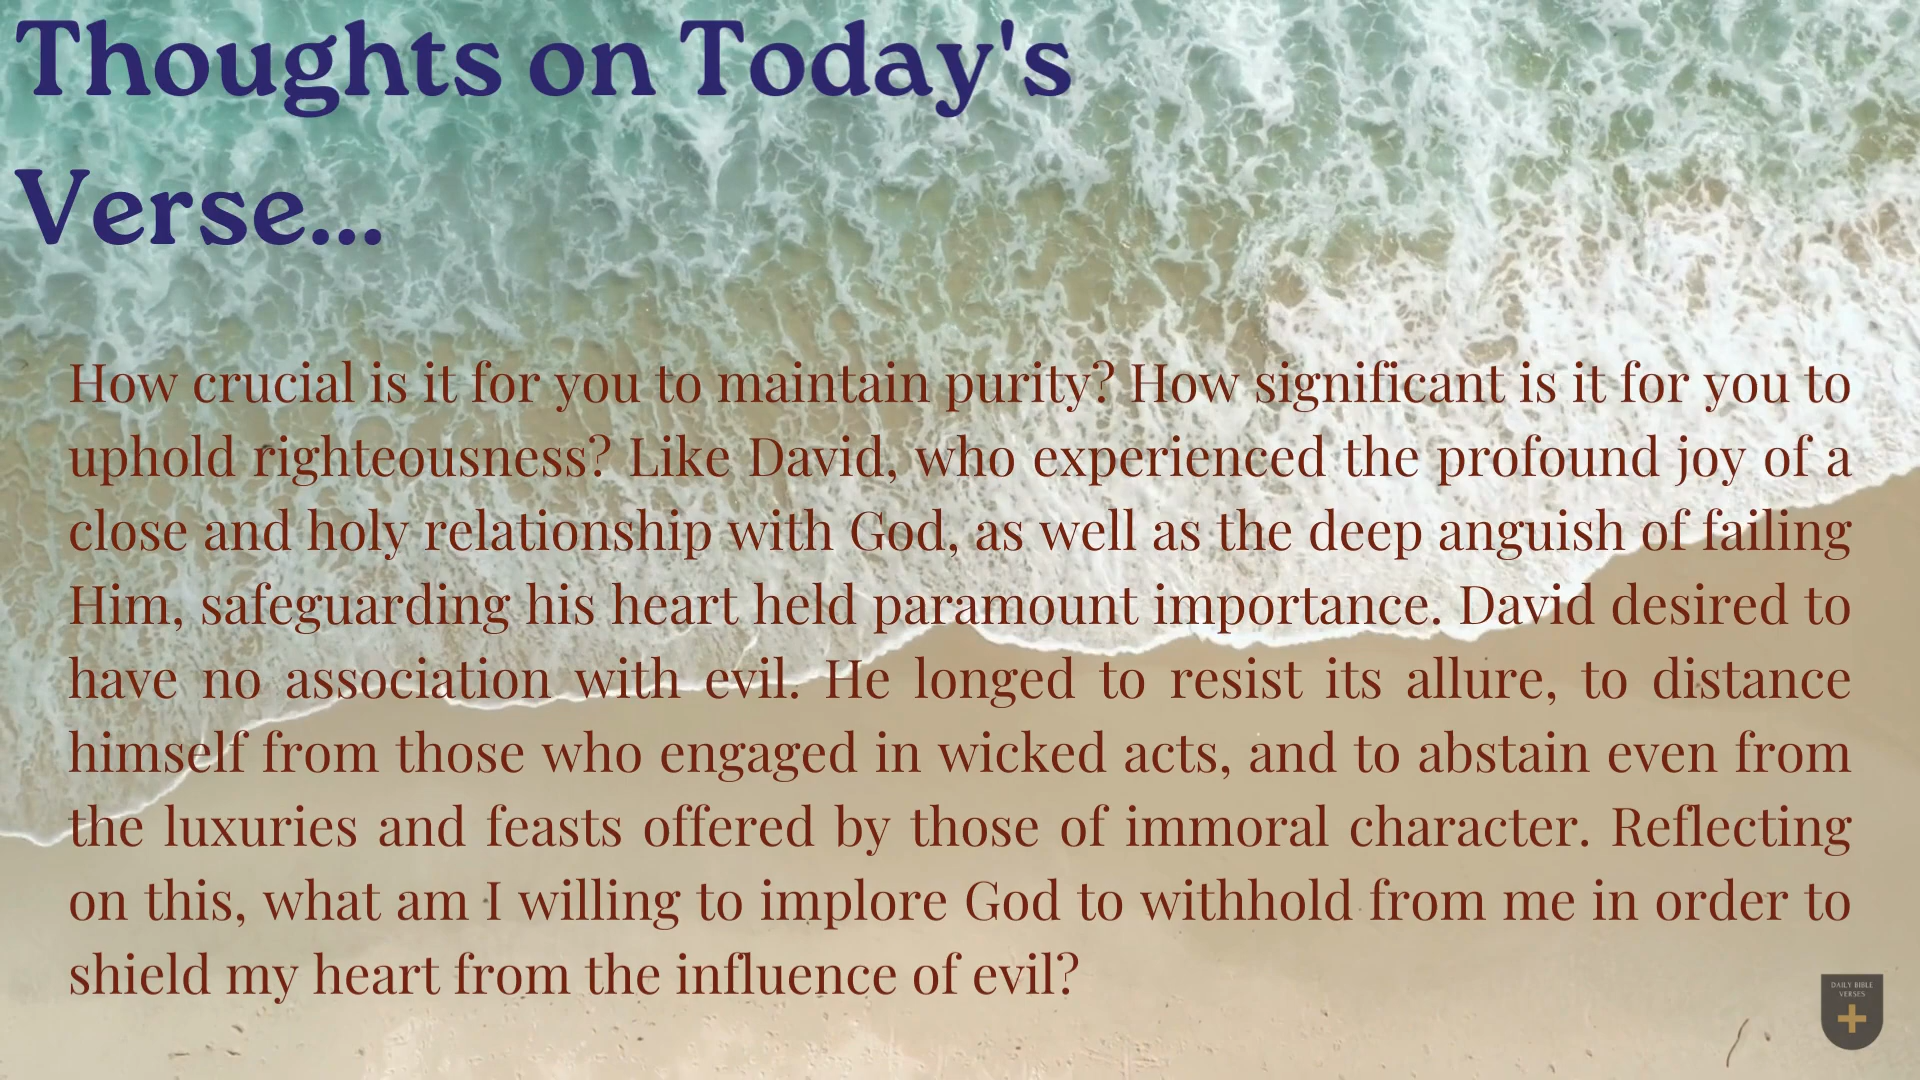 Thoughts on Today's
Verse...
How crucial is it for you to maintain purity? How significant is it for you to
uphold righteousness? Like David, who experienced the profound joy of a
close and holy relationship with God, as well as the deep anguish of failing
Him, safeguarding his heart held paramount importance. David desired to
have no association with evil. He longed to resist its allure, to distance
himself from those who engaged in wicked acts, and to abstain even from
the luxuries and feasts offered by those of immoral character. Reflecting
on this, what am I willing to implore God to withhold from me in order to
shield my heart from the influence of evil?
DAILY BIBLE
VERSES